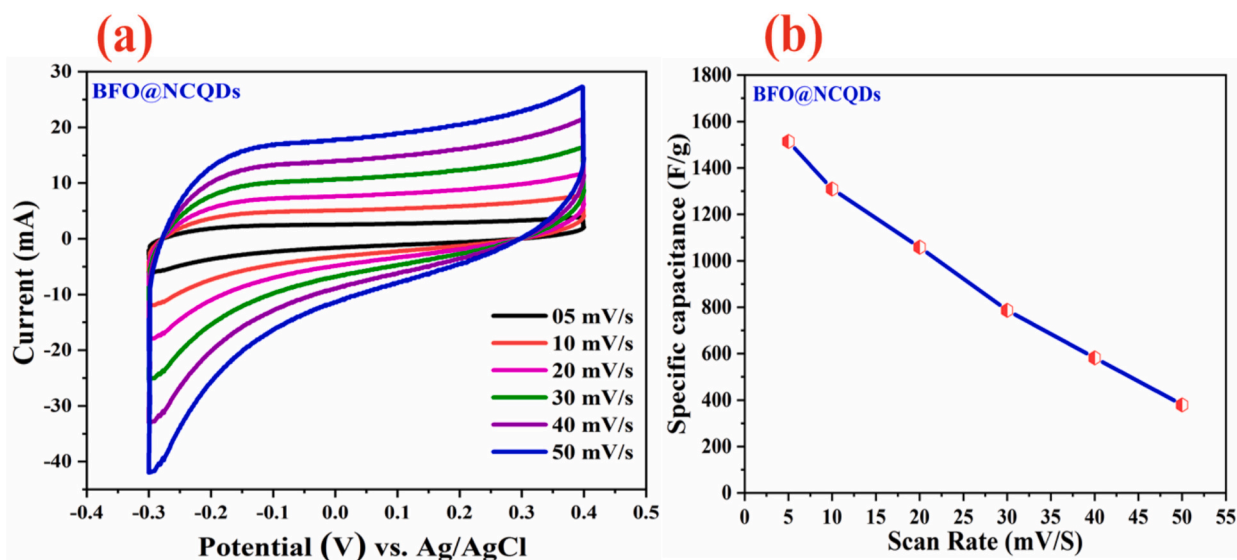 (a)
BFO@NCQDs
Current (mA)
30
20
10
0
-10
-20
-30
-40
05 mV/s
10 mV/s
20 mV/s
30 mV/s
40 mV/s
50 mV/s
-0.4 -0.3 -0.2 -0.1 0.0 0.1 0.2 0.3 0.4 0.5
Potential (V) vs. Ag/AgCl
(b)
BFO@NCQDs
Specific capacitance (F/g)
1800
1600
1400
1200
1000
800
600
400
200
0
0 5 10 15 20 25 30 35 40 45 50 55
Scan Rate (mV/S)